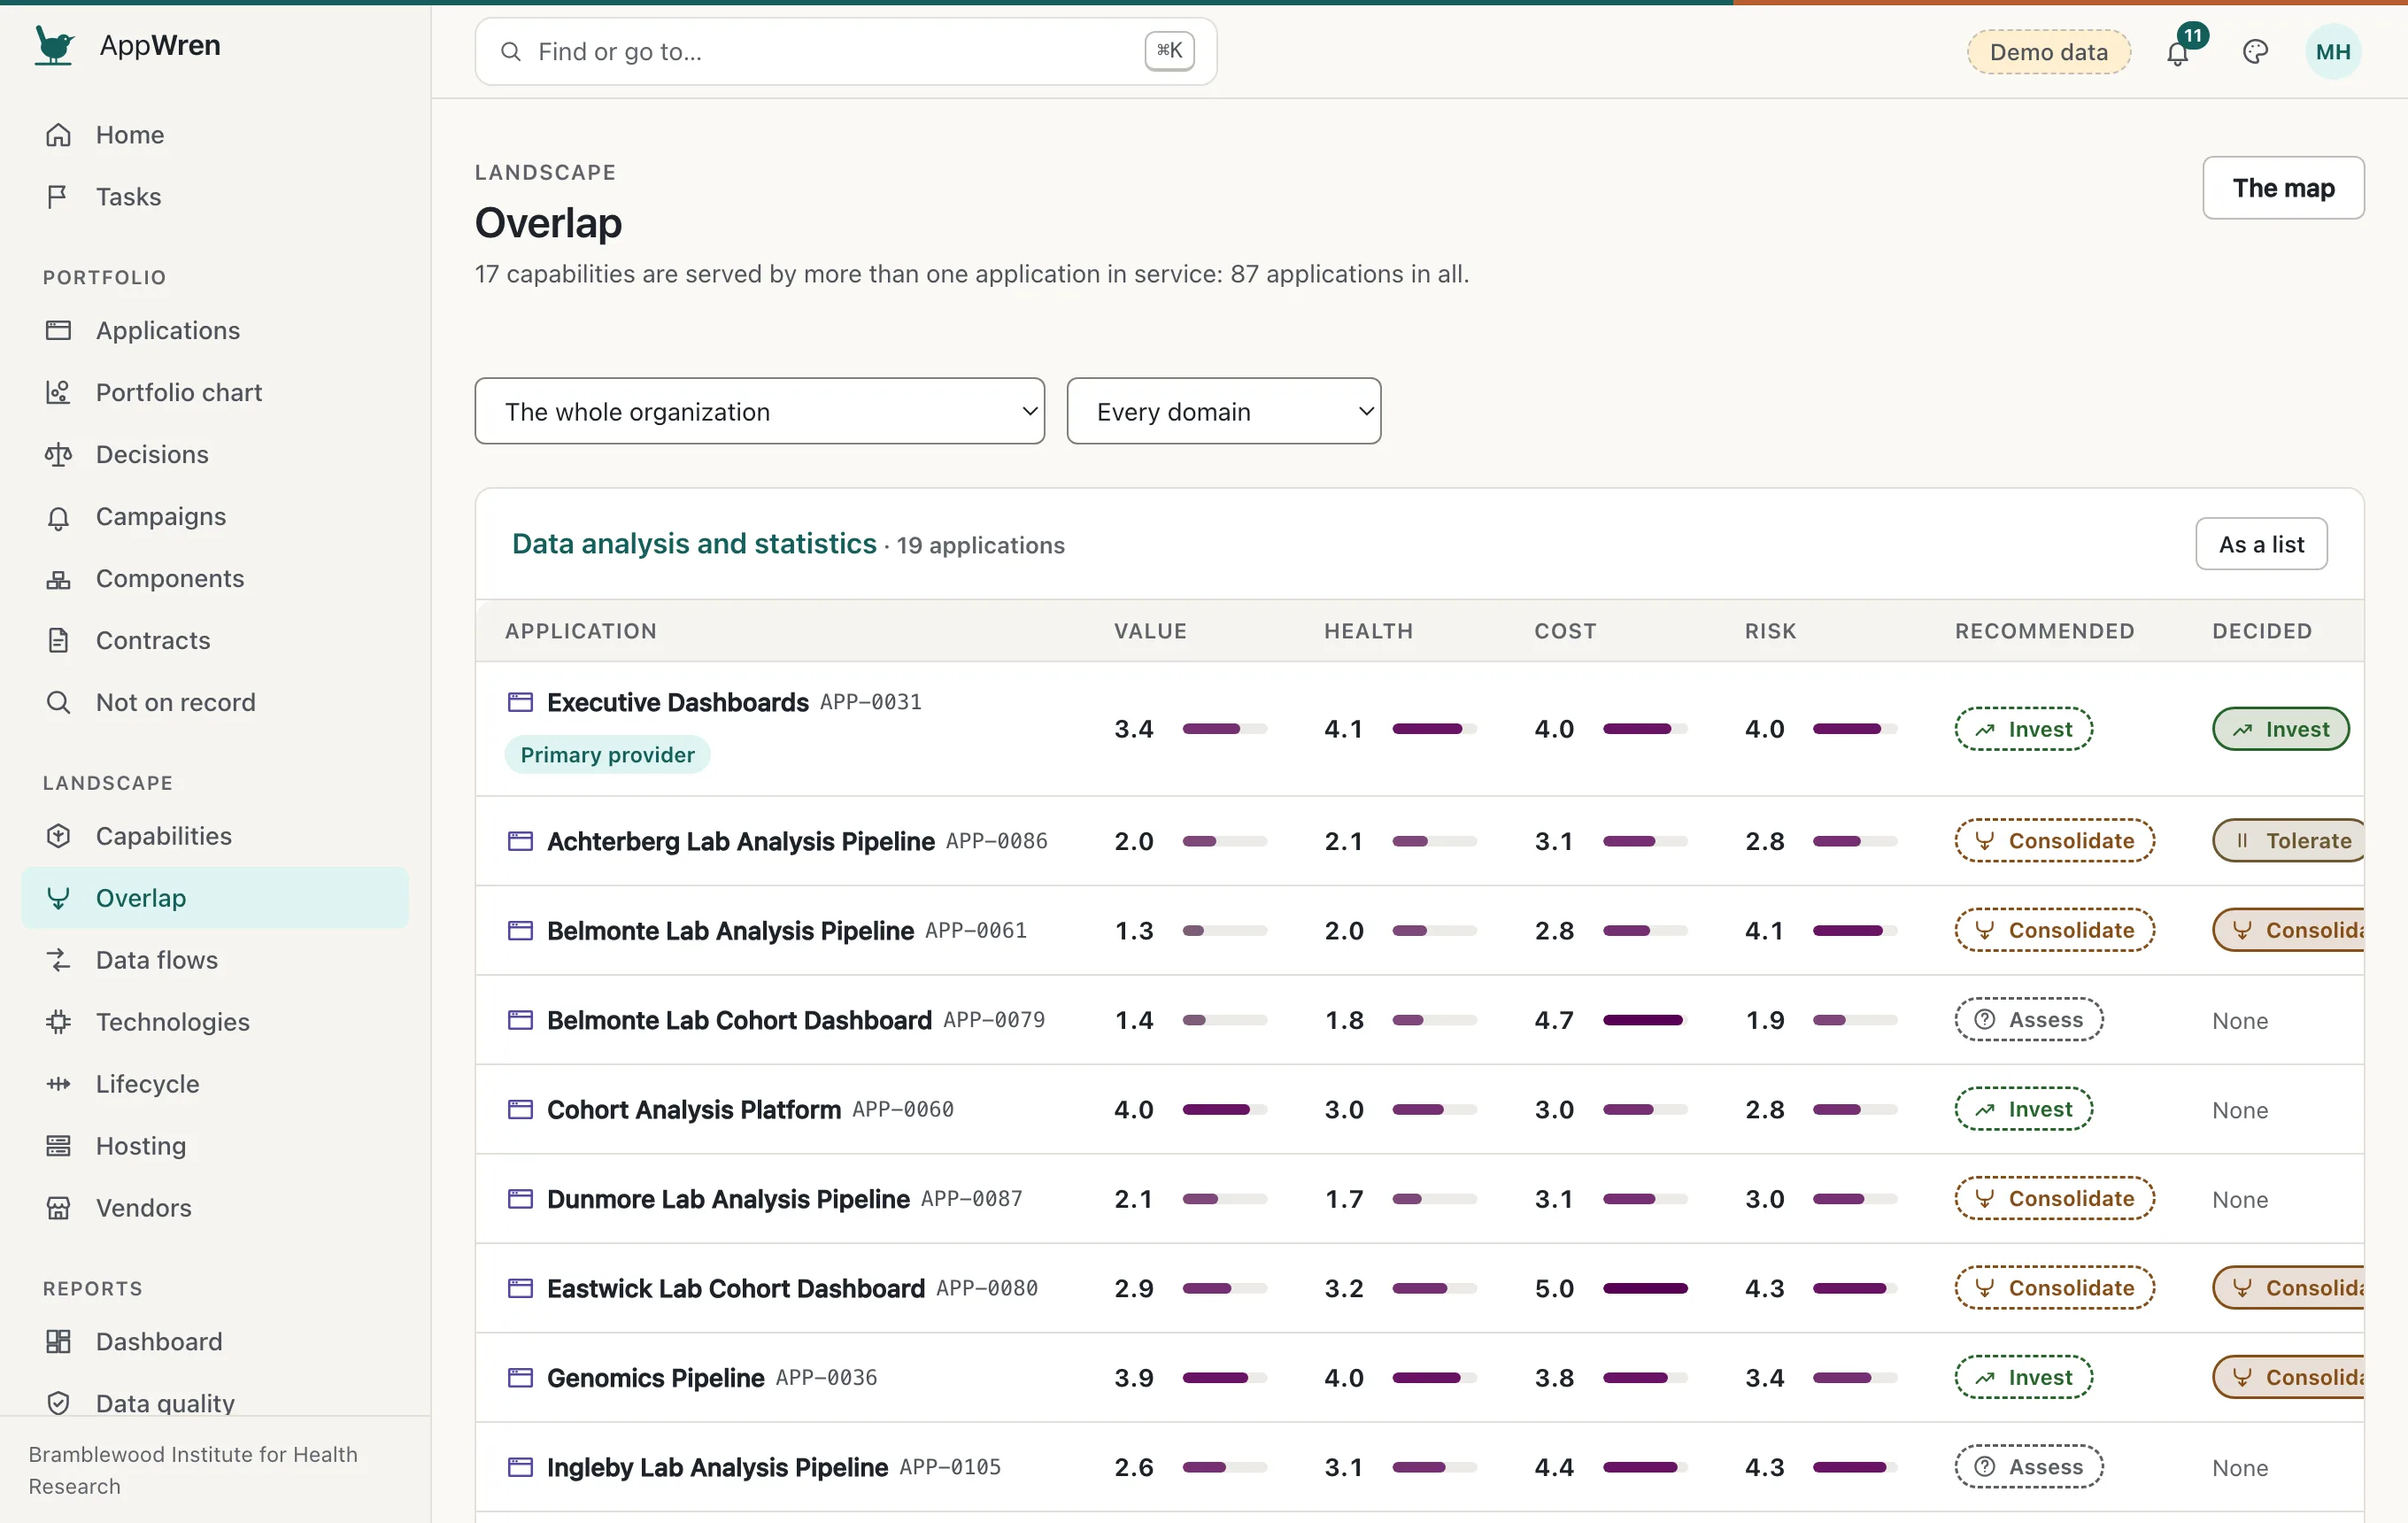 AppWren
Find or go to...
⌘K
Demo data
11
MH
Home
Tasks
PORTFOLIO
Applications
Portfolio chart
Decisions
Campaigns
Components
Contracts
Not on record
LANDSCAPE
Capabilities
Overlap
Data flows
Technologies
Lifecycle
Hosting
Vendors
REPORTS
Dashboard
Data quality
Bramblewood Institute for Health
Research
LANDSCAPE
Overlap
The map
17 capabilities are served by more than one application in service: 87 applications in all.
The whole organization
Every domain
Data analysis and statistics · 19 applications
As a list
APPLICATION VALUE HEALTH COST RISK RECOMMENDED DECIDED
Executive Dashboards APP-0031
Primary provider
3.4 4.1 4.0 4.0 Invest Invest
Achterberg Lab Analysis Pipeline APP-0086 2.0 2.1 3.1 2.8 Consolidate Tolerate
Belmonte Lab Analysis Pipeline APP-0061 1.3 2.0 2.8 4.1 Consolidate Consolida
Belmonte Lab Cohort Dashboard APP-0079 1.4 1.8 4.7 1.9 Assess None
Cohort Analysis Platform APP-0060 4.0 3.0 3.0 2.8 Invest None
Dunmore Lab Analysis Pipeline APP-0087 2.1 1.7 3.1 3.0 Consolidate None
Eastwick Lab Cohort Dashboard APP-0080 2.9 3.2 5.0 4.3 Consolidate Consolida
Genomics Pipeline APP-0036 3.9 4.0 3.8 3.4 Invest Consolida
Ingleby Lab Analysis Pipeline APP-0105 2.6 3.1 4.4 4.3 Assess None